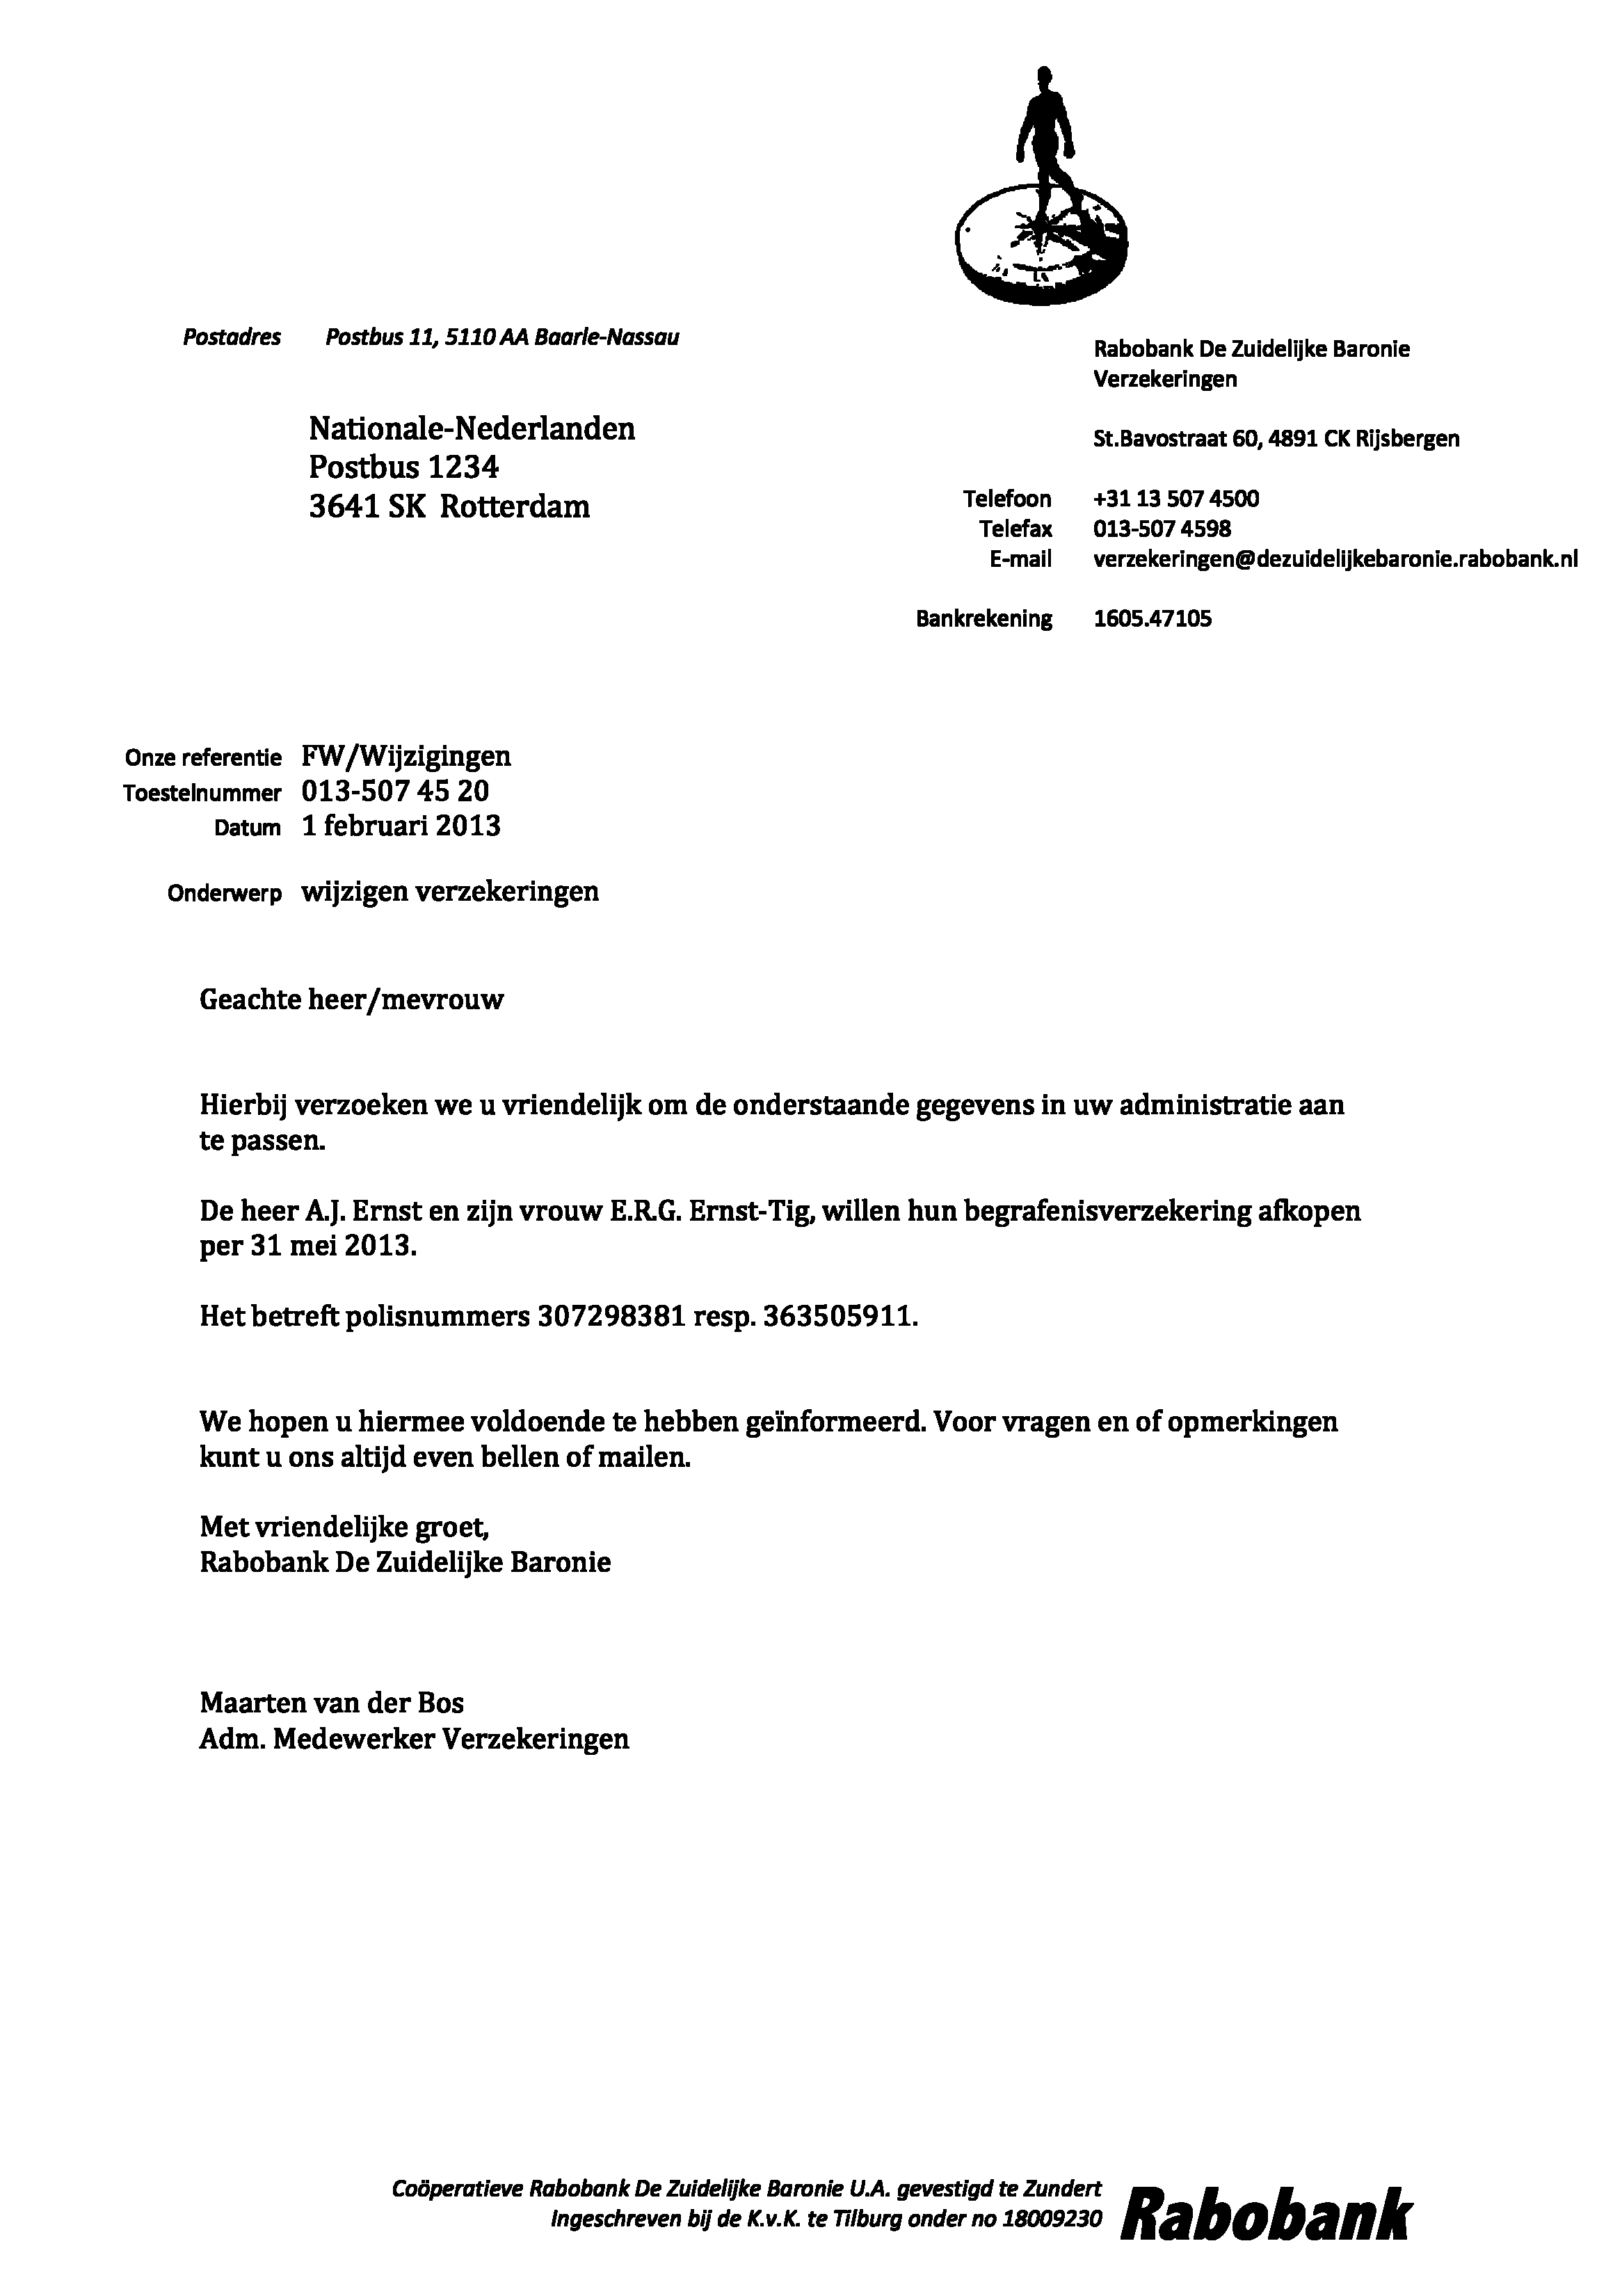 Postadres Postbus 11, 5110 AA Baarle-Nassau
Nationale-Nederlanden
Postbus 1234
3641 SK Rotterdam
Rabobank De Zuidelijke Baronie
Verzekeringen
St.Bavostraat 60, 4891 CK Rijsbergen
Telefoon +31 13 507 4500
Telefax 013-507 4598
E-mail verzekeringen@dezuidelijkebaronie.rabobank.nl
Bankrekening 1605.47105
Onze referentie FW/Wijzigingen
Toestelnummer 013-507 45 20
Datum 1 februari 2013
Onderwerp wijzigen verzekeringen
Geachte heer/mevrouw
Hierbij verzoeken we u vriendelijk om de onderstaande gegevens in uw administratie aan
te passen.
De heer A.J. Ernst en zijn vrouw E.R.G. Ernst-Tig, willen hun begrafenisverzekering afkopen
per 31 mei 2013.
Het betreft polisnummers 307298381 resp. 363505911.
We hopen u hiermee voldoende te hebben geïnformeerd. Voor vragen en of opmerkingen
kunt u ons altijd even bellen of mailen.
Met vriendelijke groet,
Rabobank De Zuidelijke Baronie
Maarten van der Bos
Adm. Medewerker Verzekeringen
Coöperatieve Rabobank De Zuidelijke Baronie U.A. gevestigd te Zundert
Ingeschreven bij de K.v.K. te Tilburg onder no 18009230
Rabobank